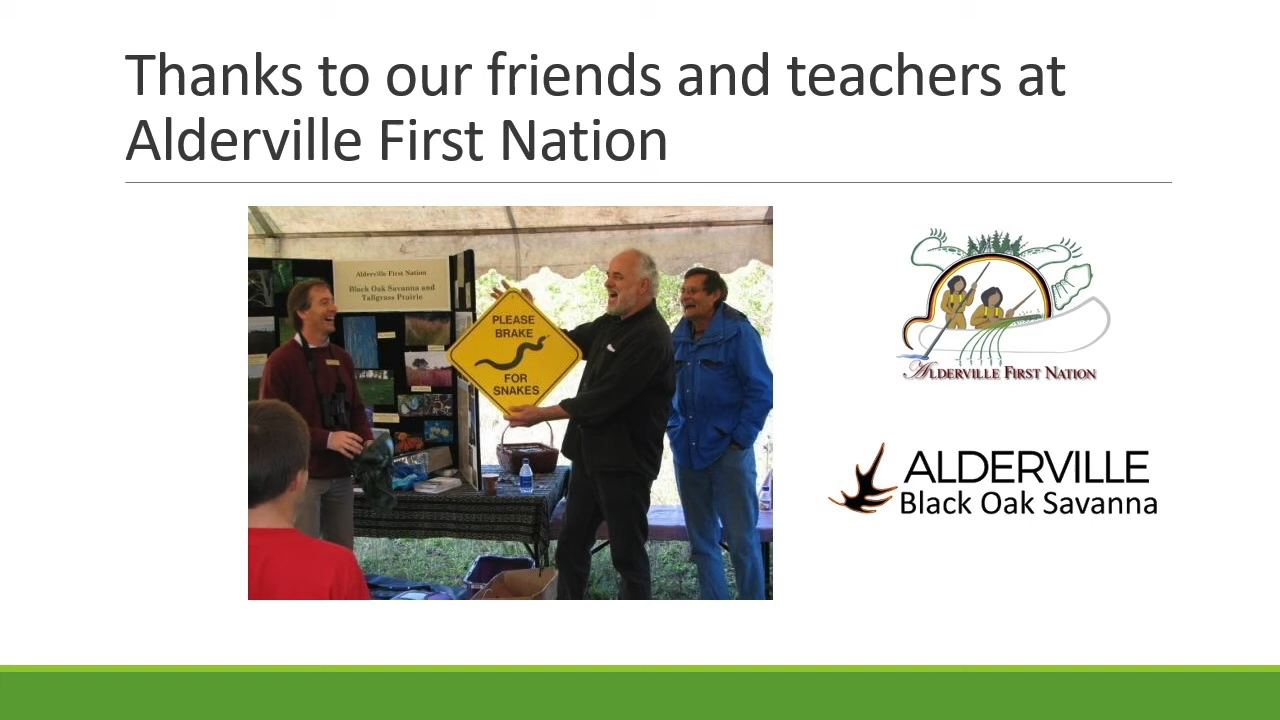 Thanks to our friends and teachers at
Alderville First Nation
Alderville First Nation
Black Oak Savanna and
Tallgrass Prairie
PLEASE
BRAKE
FOR
SNAKES
ALDERVILLE FIRST NATION
ALDERVILLE
Black Oak Savanna